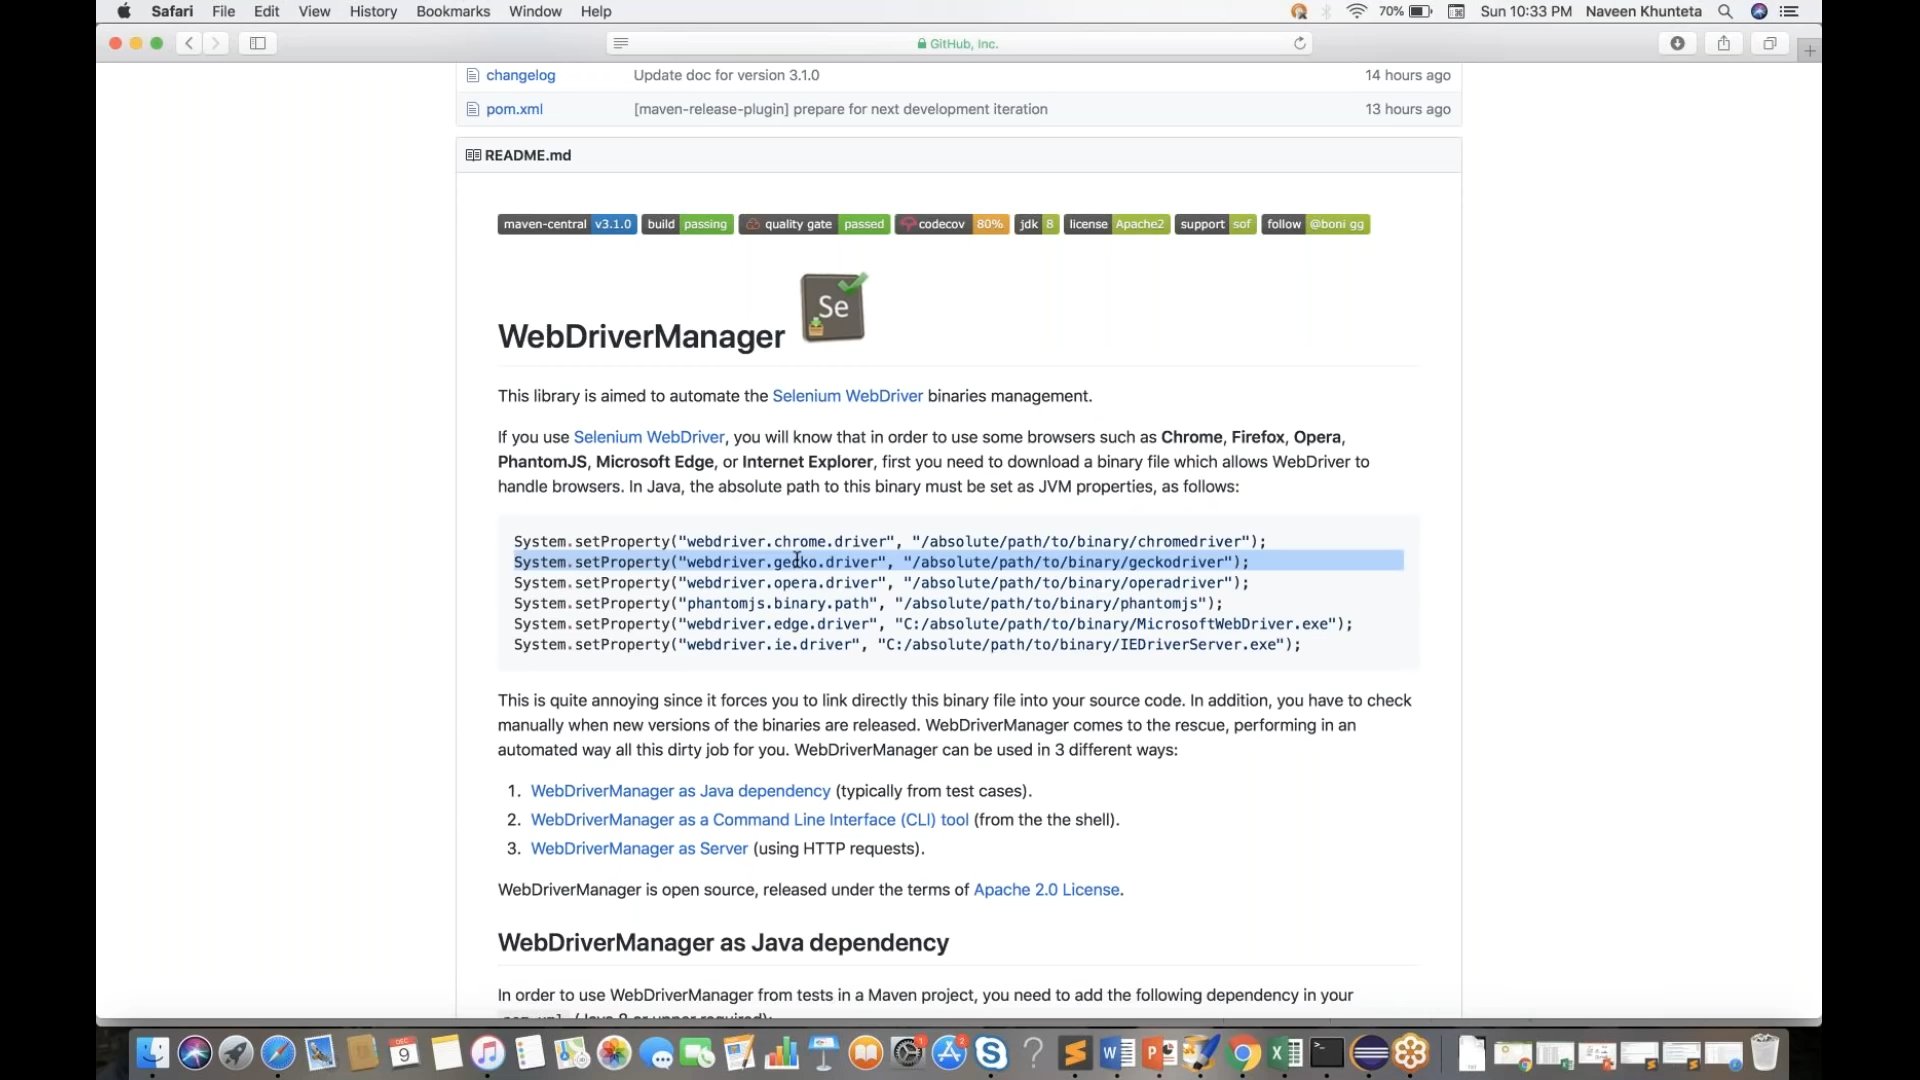 Safari File Edit View History Bookmarks Window Help 70% Sun 10:33 PM Naveen Khunteta
GitHub, Inc.
changelog Update doc for version 3.1.0 14 hours ago
pom.xml [maven-release-plugin] prepare for next development iteration 13 hours ago
README.md
maven-central v3.1.0 build passing quality gate passed codecov 80% jdk 8 license Apache2 support sof follow @boni gg
Se
WebDriverManager
This library is aimed to automate the Selenium WebDriver binaries management.
If you use Selenium WebDriver, you will know that in order to use some browsers such as Chrome, Firefox, Opera,
PhantomJS, Microsoft Edge, or Internet Explorer, first you need to download a binary file which allows WebDriver to
handle browsers. In Java, the absolute path to this binary must be set as JVM properties, as follows:
System.setProperty("webdriver.chrome.driver", "/absolute/path/to/binary/chromedriver");
System.setProperty("webdriver.gecko.driver", "/absolute/path/to/binary/geckodriver");
System.setProperty("webdriver.opera.driver", "/absolute/path/to/binary/operadriver");
System.setProperty("phantomjs.binary.path", "/absolute/path/to/binary/phantomjs");
System.setProperty("webdriver.edge.driver", "C:/absolute/path/to/binary/MicrosoftWebDriver.exe");
System.setProperty("webdriver.ie.driver", "C:/absolute/path/to/binary/IEDriverServer.exe");
This is quite annoying since it forces you to link directly this binary file into your source code. In addition, you have to check
manually when new versions of the binaries are released. WebDriverManager comes to the rescue, performing in an
automated way all this dirty job for you. WebDriverManager can be used in 3 different ways:
1. WebDriverManager as Java dependency (typically from test cases).
2. WebDriverManager as a Command Line Interface (CLI) tool (from the the shell).
3. WebDriverManager as Server (using HTTP requests).
WebDriverManager is open source, released under the terms of Apache 2.0 License.
WebDriverManager as Java dependency
In order to use WebDriverManager from tests in a Maven project, you need to add the following dependency in your
pom.xml (Java 8 or upper required):
DEC
9